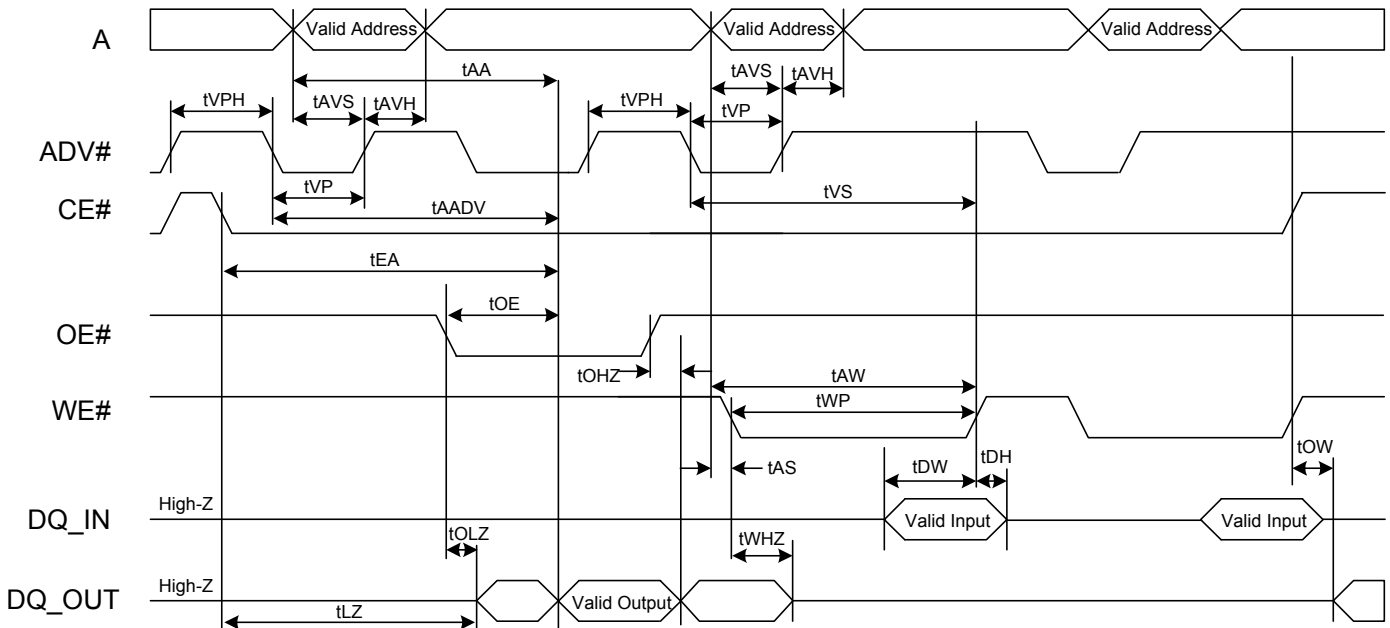 A
Valid Address
Valid Address
Valid Address
tAA
tAVS
tAVH
tVPH
tAVS
tAVH
tVPH
tVP
ADV#
tVP
tVS
CE#
tAADV
tEA
tOE
OE#
tOHZ
tAW
WE#
tWP
tAS
tDW
tDH
tOW
High-Z
DQ_IN
Valid Input
Valid Input
tOLZ
tWHZ
High-Z
DQ_OUT
Valid Output
tLZ